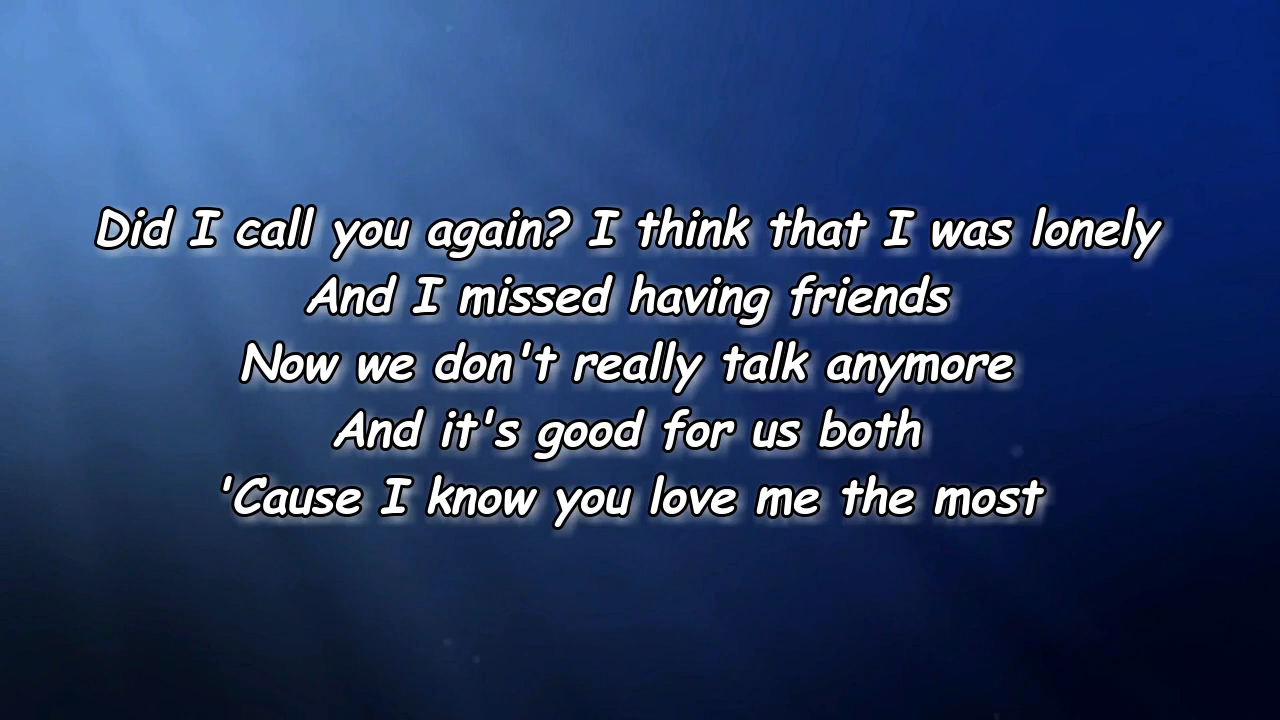 Did I call you again? I think that I was lonely
And I missed having friends
Now we don't really talk anymore
And it's good for us both
'Cause I know you love me the most